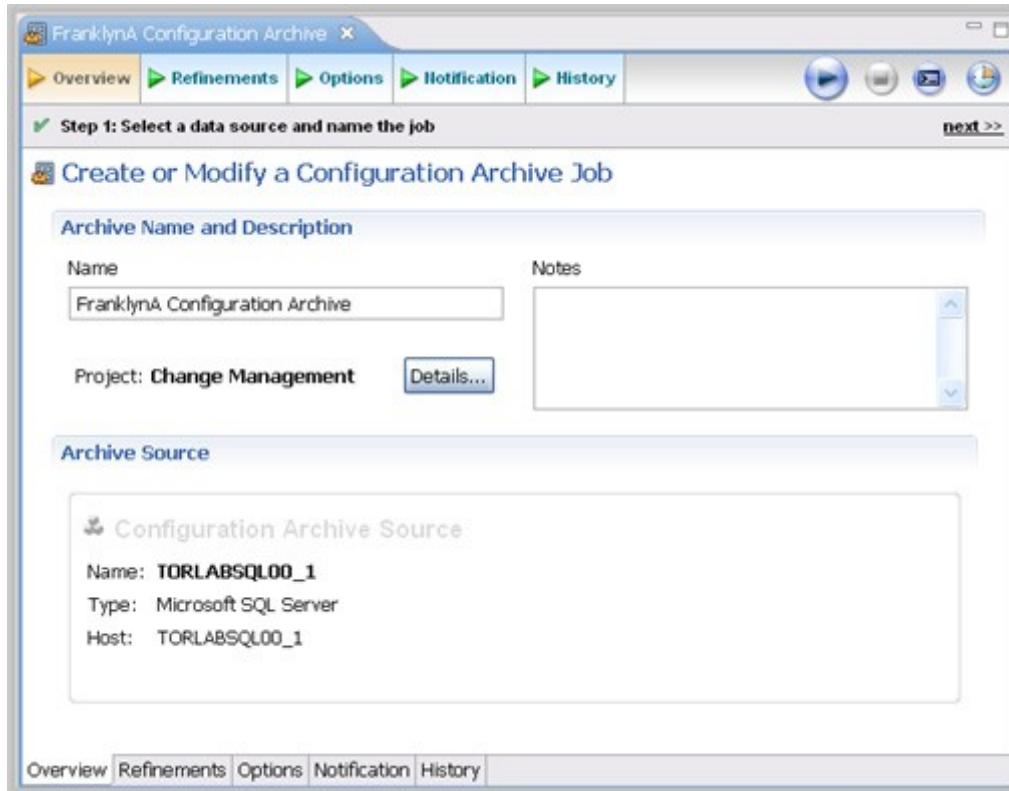 FranklynA Configuration Archive
Overview Refinements Options Notification History
Step 1: Select a data source and name the job next >>
Create or Modify a Configuration Archive Job
Archive Name and Description
Name Notes
FranklynA Configuration Archive
Project: Change Management Details...
Archive Source
Configuration Archive Source
Name: TORLABSQL00_1
Type: Microsoft SQL Server
Host: TORLABSQL00_1
Overview Refinements Options Notification History